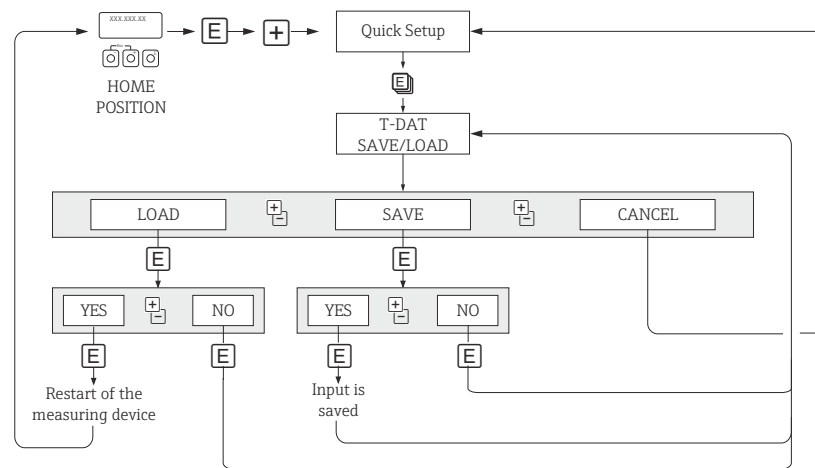 XXX.XXX.XX
Esc
E
+
Quick Setup
HOME
POSITION
E
T-DAT
SAVE/LOAD
LOAD
+
−
SAVE
+
−
CANCEL
E
E
YES
+
−
NO
YES
+
−
NO
E
E
E
E
Restart of the
measuring device
Input is
saved